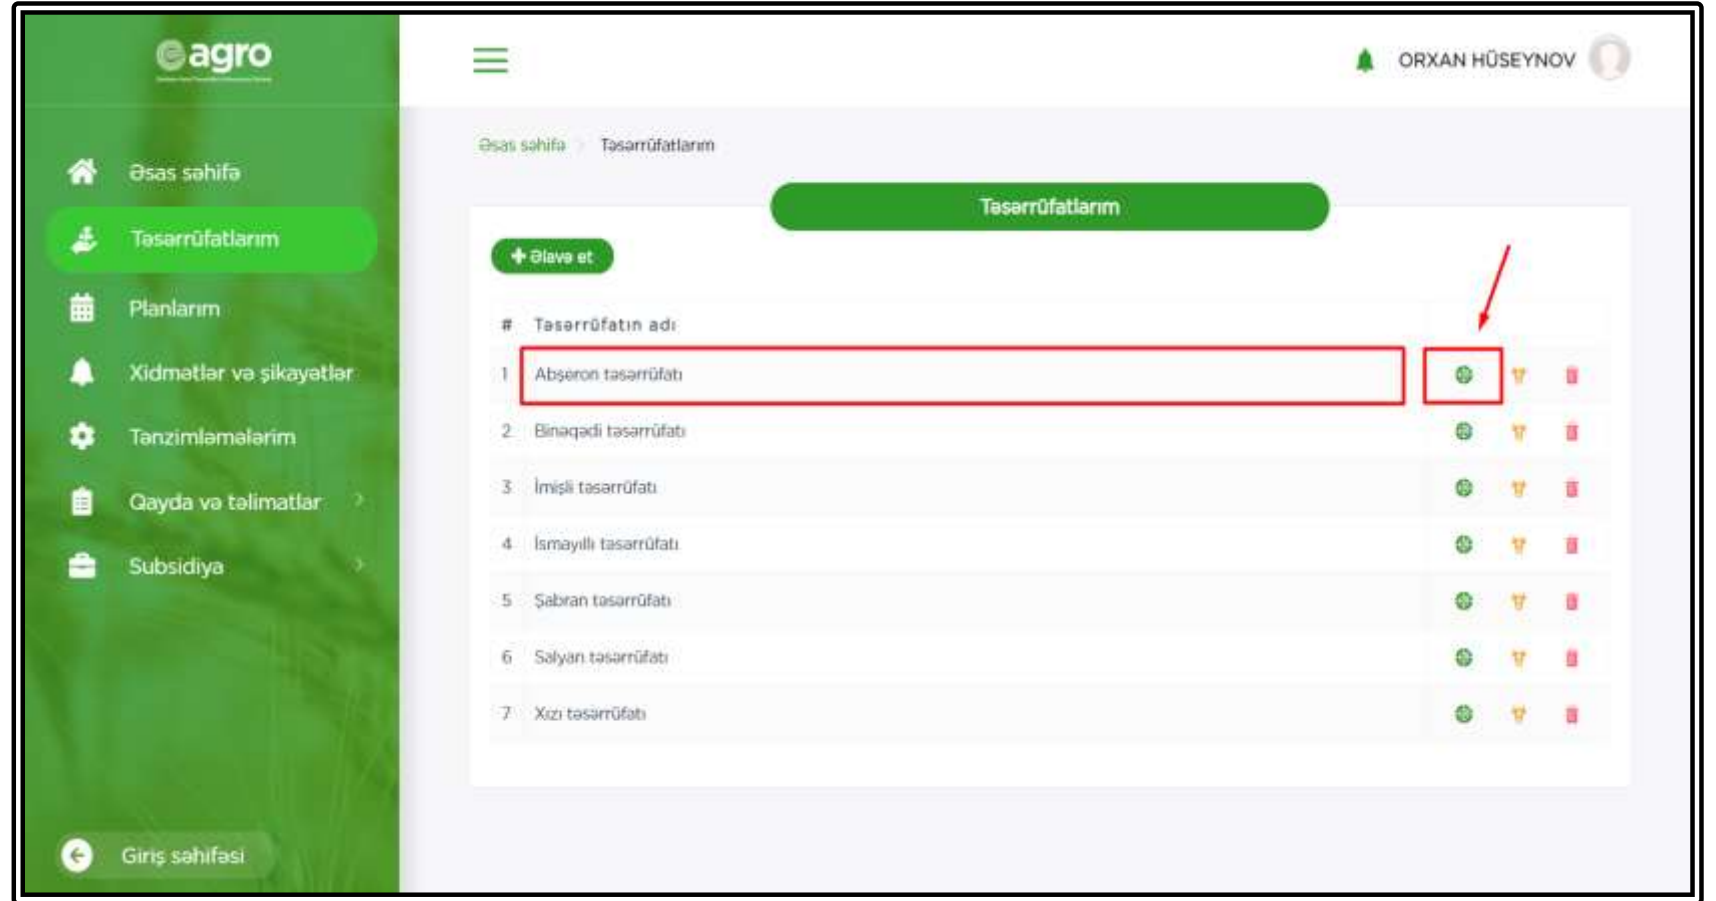 eagro
ORXAN HÜSEYNOV
Əsas səhifə
Təsərrüfatlarım
Planlarım
Xidmətlər və şikayətlər
Tənzimləmələrim
Qayda və təlimatlar
Subsidiya
Giriş səhifəsi
Əsas səhifə Təsərrüfatlarım
Təsərrüfatlarım
+ Əlavə et
# Təsərrüfatın adı
1 Abşeron təsərrüfatı
2 Binəqədi təsərrüfatı
3 İmişli təsərrüfatı
4 İsmayıllı təsərrüfatı
5 Şabran təsərrüfatı
6 Salyan təsərrüfatı
7 Xızı təsərrüfatı